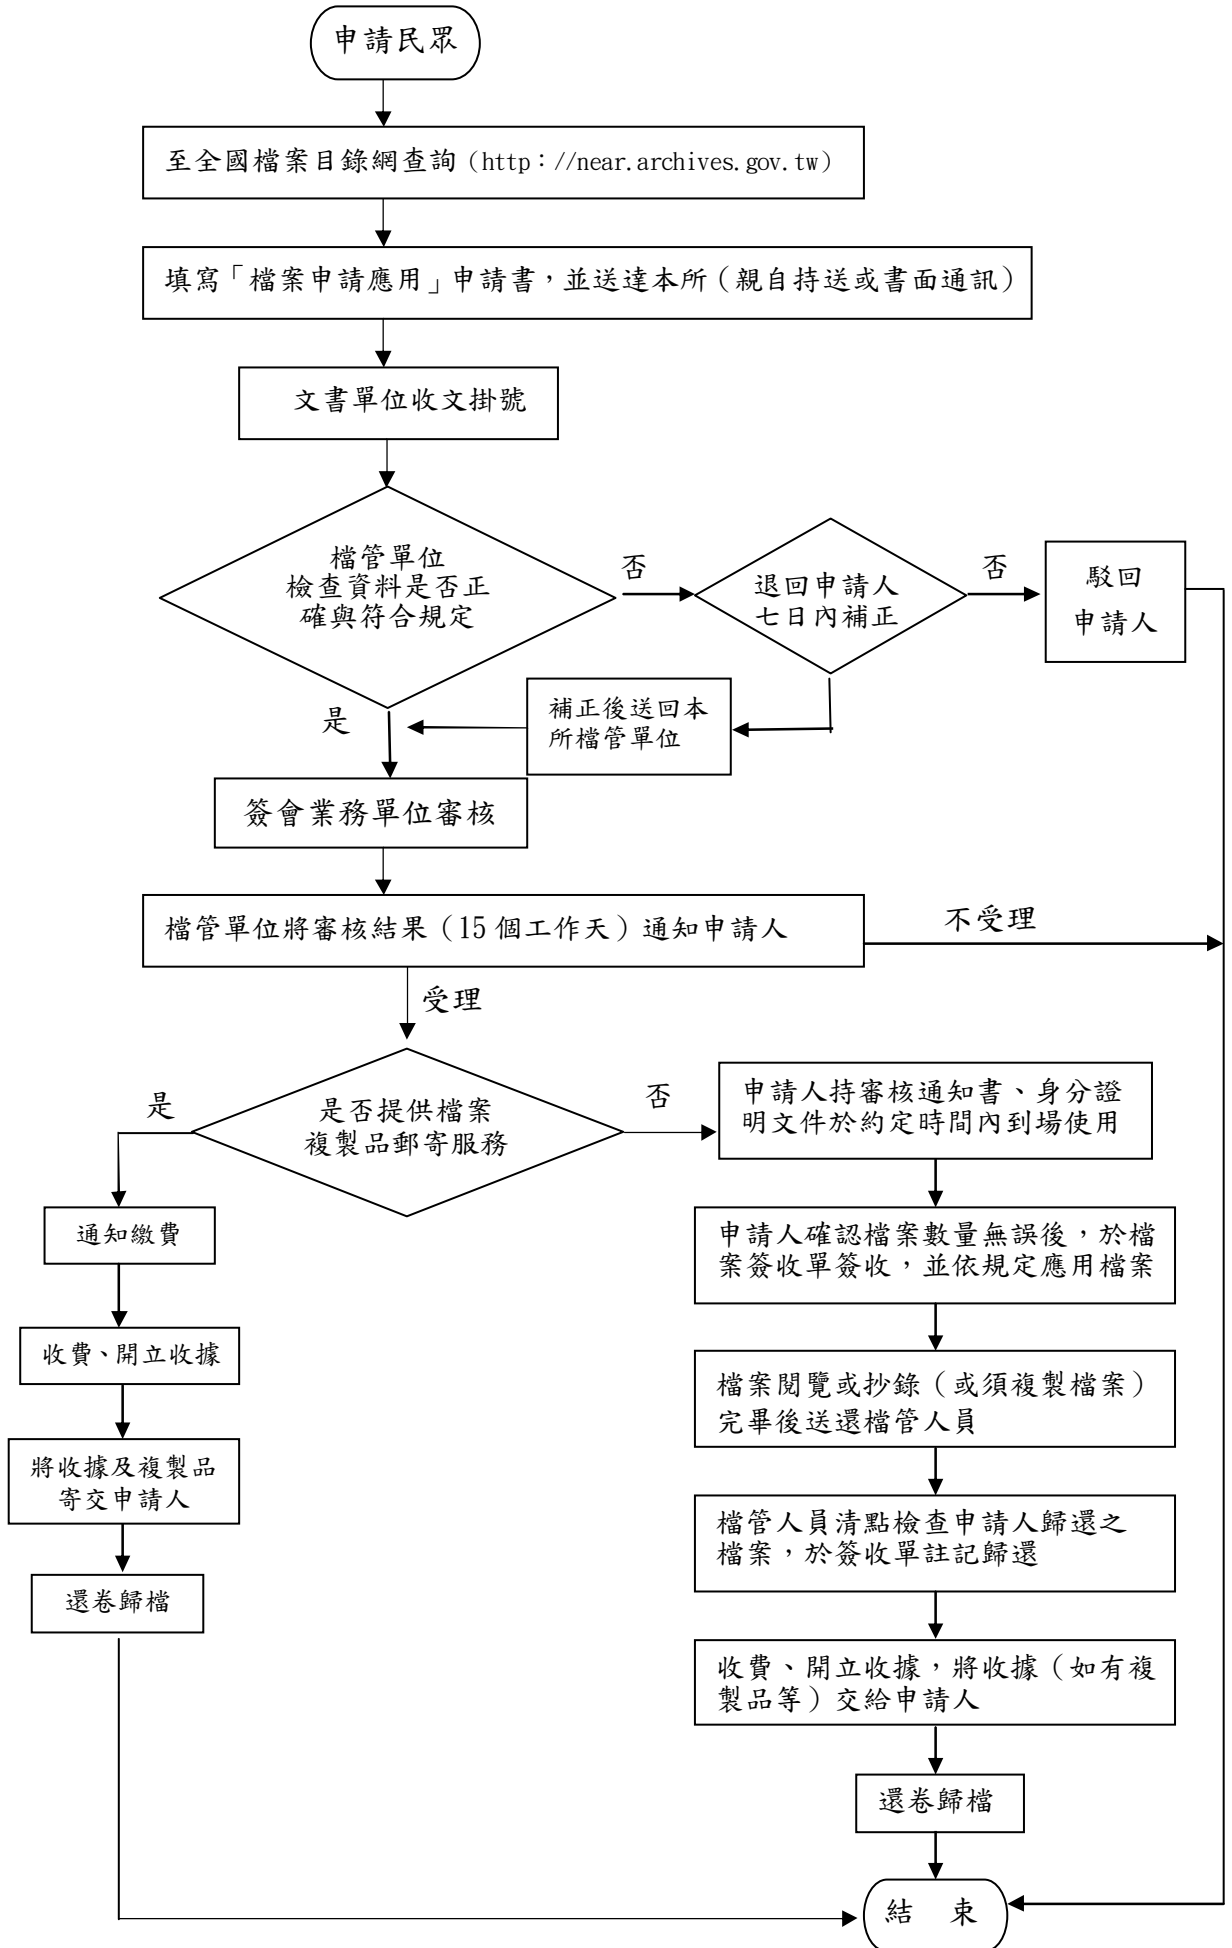 申請民眾
至全國檔案目錄網查詢（http：//near.archives.gov.tw）
填寫「檔案申請應用」申請書，並送達本所（親自持送或書面通訊）
文書單位收文掛號
檔管單位
檢查資料是否正
確與符合規定
否
退回申請人
七日內補正
否
駁回
申請人
是
補正後送回本
所檔管單位
簽會業務單位審核
檔管單位將審核結果（15 個工作天）通知申請人
不受理
受理
是否提供檔案
複製品郵寄服務
是
否
申請人持審核通知書、身分證
明文件於約定時間內到場使用
通知繳費
申請人確認檔案數量無誤後，於檔
案簽收單簽收，並依規定應用檔案
收費、開立收據
檔案閱覽或抄錄（或須複製檔案）
完畢後送還檔管人員
將收據及複製品
寄交申請人
檔管人員清點檢查申請人歸還之
檔案，於簽收單註記歸還
還卷歸檔
收費、開立收據，將收據（如有複
製品等）交給申請人
還卷歸檔
結　束